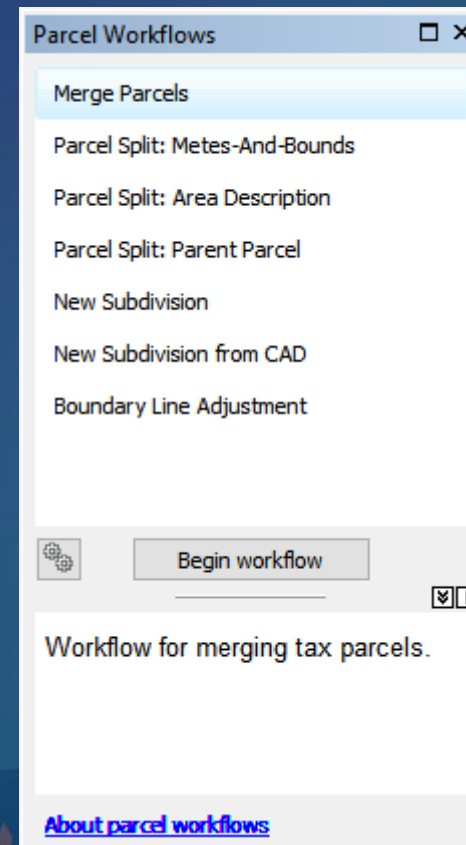 Parcel Workflows
Merge Parcels
Parcel Split: Metes-And-Bounds
Parcel Split: Area Description
Parcel Split: Parent Parcel
New Subdivision
New Subdivision from CAD
Boundary Line Adjustment
Begin workflow
Workflow for merging tax parcels.
About parcel workflows